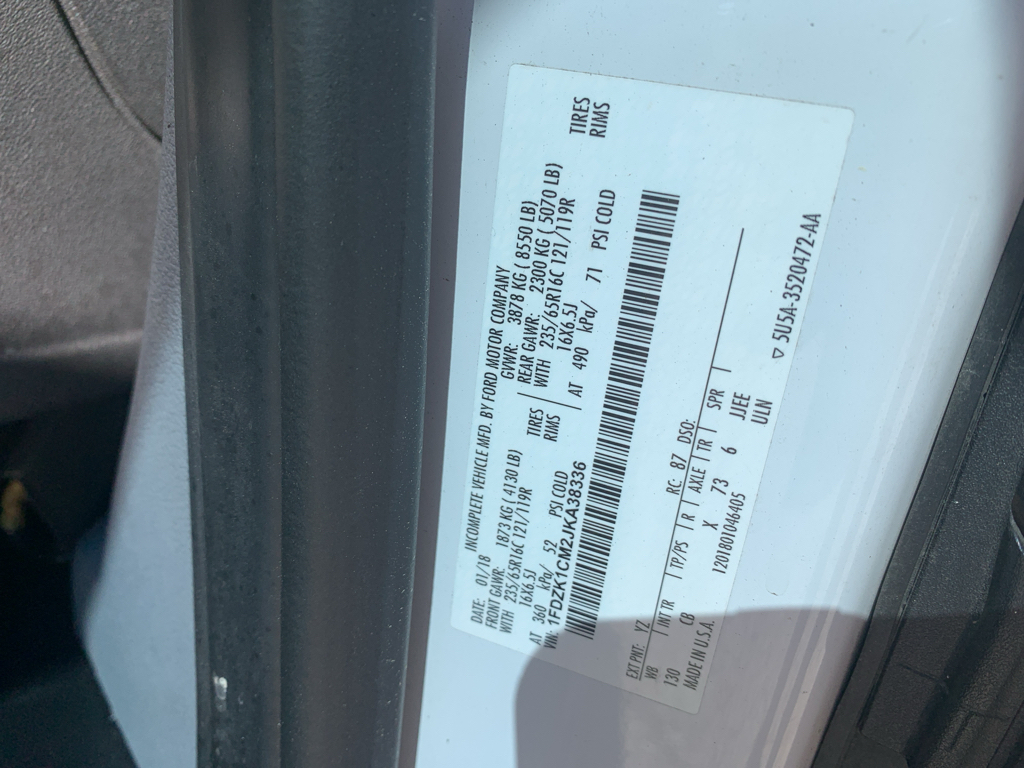 INCOMPLETE VEHICLE MFD. BY FORD MOTOR COMPANY
DATE: 01/18 GVWR: 3878 KG ( 8550 LB)
FRONT GAWR: 1873 KG ( 4130 LB) REAR GAWR: 2300 KG ( 5070 LB)
WITH 235/65R16C 121/119R TIRES WITH 235/65R16C 121/119R TIRES
16X6.5J RIMS 16X6.5J RIMS
AT 360 kPa/ 52 PSI COLD AT 490 kPa/ 71 PSI COLD
VIN: 1FDZK1CM2JKA38336
EXT PNT: YZ RC: 87 DSO:
WB INT TR TP/PS R AXLE TR SPR
130 CB X 73 6 JEE
MADE IN U.S.A. 1201801046405 ULN
▽ 5U5A-3520472-AA